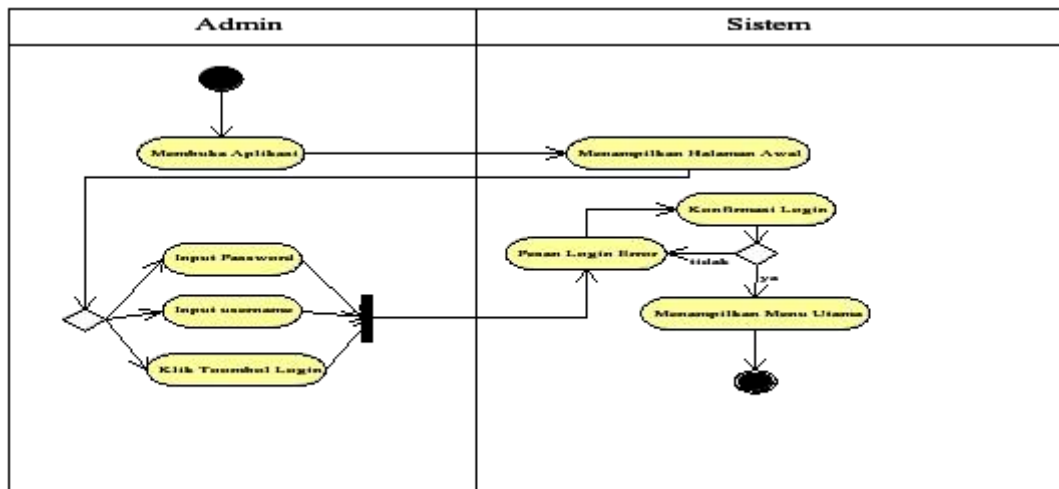 Admin
Sistem
Membuka Aplikasi
Menampilkan Halaman Awal
Konfirmasi Login
Input Password
Pesan Login Error
tidak
ya
Input username
Menampilkan Menu Utama
Klik Toombol Login